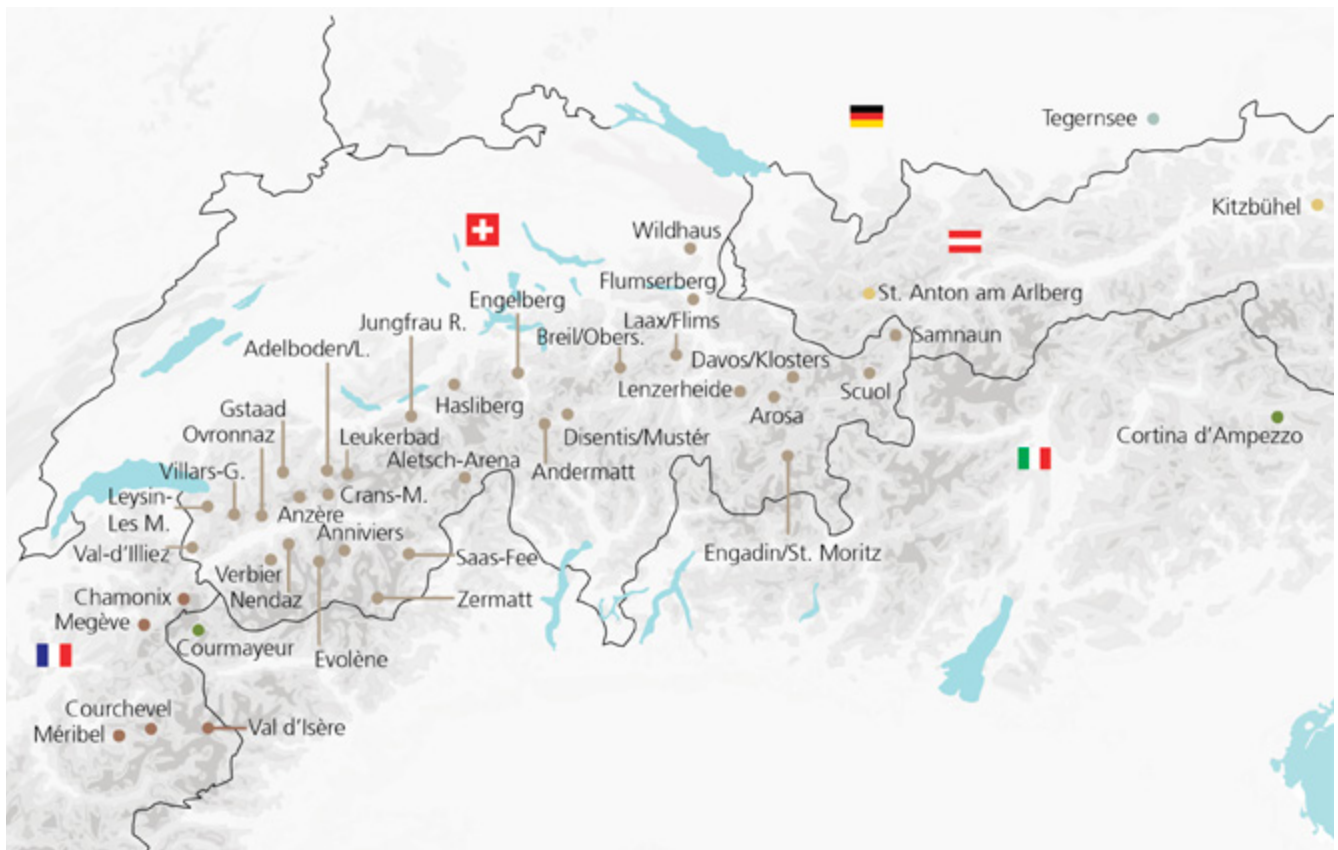 Tegernsee
Kitzbühel
Wildhaus
Flumserberg
St. Anton am Arlberg
Engelberg
Laax/Flims
Jungfrau R.
Breil/Obers.
Samnaun
Adelboden/L.
Davos/Klosters
Lenzerheide
Scuol
Hasliberg
Arosa
Gstaad
Ovronnaz
Leukerbad
Disentis/Mustér
Cortina d'Ampezzo
Aletsch-Arena
Andermatt
Villars-G.
Leysin-
Les M.
Crans-M.
Anzère
Anniviers
Val-d'Illiez
Saas-Fee
Engadin/St. Moritz
Verbier
Nendaz
Zermatt
Chamonix
Megève
Courmayeur
Evolène
Courchevel
Méribel
Val d'Isère